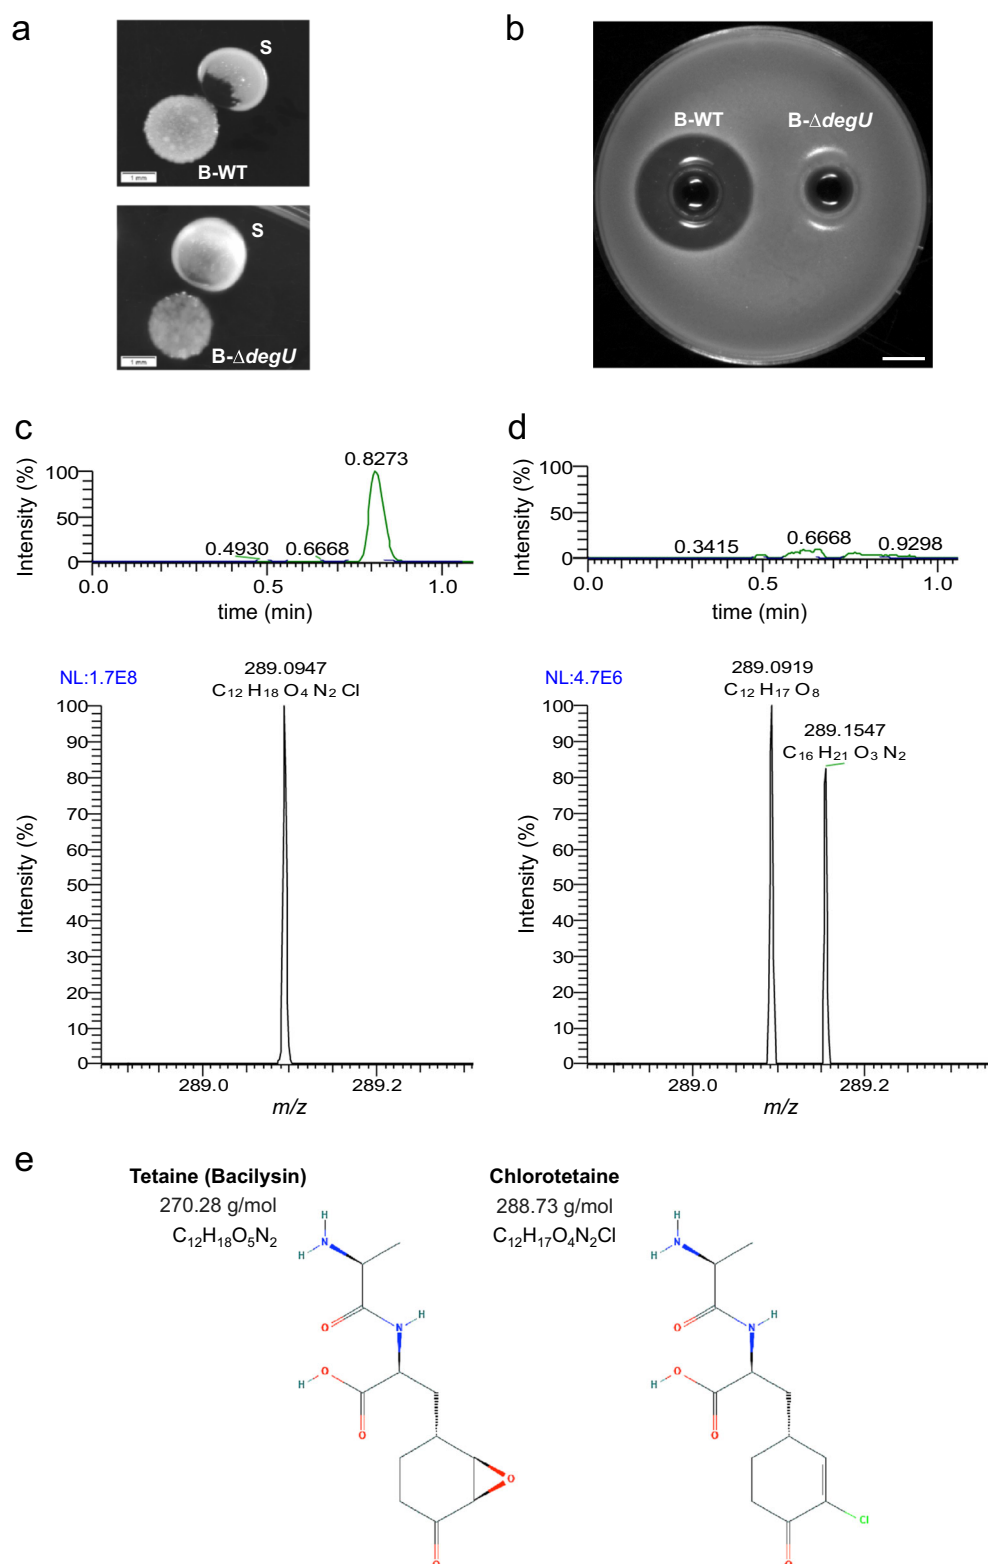 a
S
B-WT
1 mm
S
B-ΔdegU
1 mm
b
B-WT
B-ΔdegU
c
Intensity (%)
100
50
0
0.4930
0.6668
0.8273
0.0
0.5
1.0
time (min)
NL:1.7E8
289.0947
C₁₂ H₁₈ O₄ N₂ Cl
Intensity (%)
100
90
80
70
60
50
40
30
20
10
0
289.0
289.2
m/z
d
Intensity (%)
100
50
0
0.3415
0.6668
0.9298
0.0
0.5
1.0
time (min)
NL:4.7E6
289.0919
C₁₂ H₁₇ O₈
289.1547
C₁₆ H₂₁ O₃ N₂
Intensity (%)
100
90
80
70
60
50
40
30
20
10
0
289.0
289.2
m/z
e
Tetaine (Bacilysin)
270.28 g/mol
C₁₂H₁₈O₅N₂
H
H
N
O
N
H
H
O
O
O
O
Chlorotetaine
288.73 g/mol
C₁₂H₁₇O₄N₂Cl
H
H
N
O
N
H
H
O
O
Cl
O